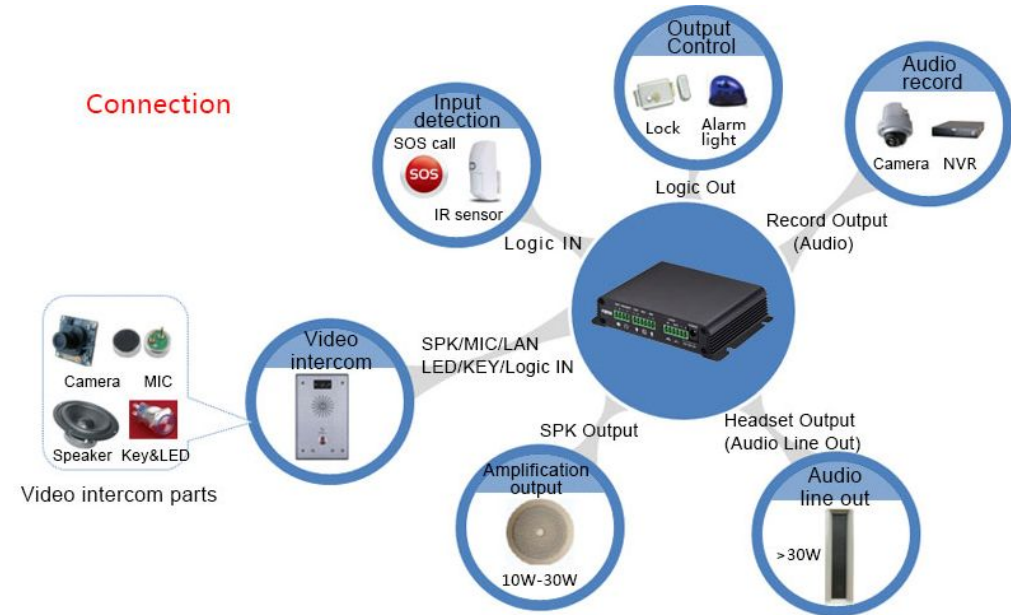 Connection
Output
Control
Lock
Alarm
light
Logic Out
Audio
record
Camera
NVR
Record Output
(Audio)
Input
detection
SOS call
SOS
IR sensor
Logic IN
Video
intercom
SPK/MIC/LAN
LED/KEY/Logic IN
Camera
MIC
Speaker
Key&LED
Video intercom parts
SPK Output
Amplification
output
10W-30W
Headset Output
(Audio Line Out)
Audio
line out
>30W